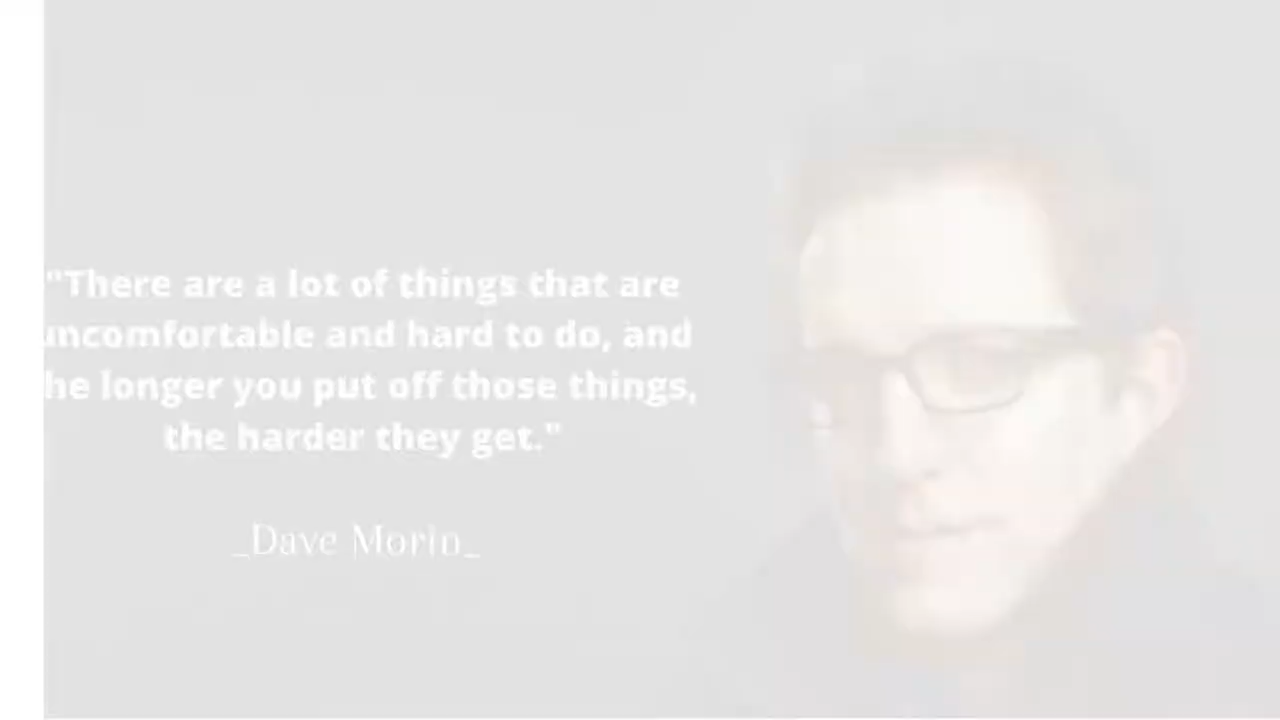 "There are a lot of things that are
uncomfortable and hard to do, and
he longer you put off those things,
the harder they get."
_Dave Morin_